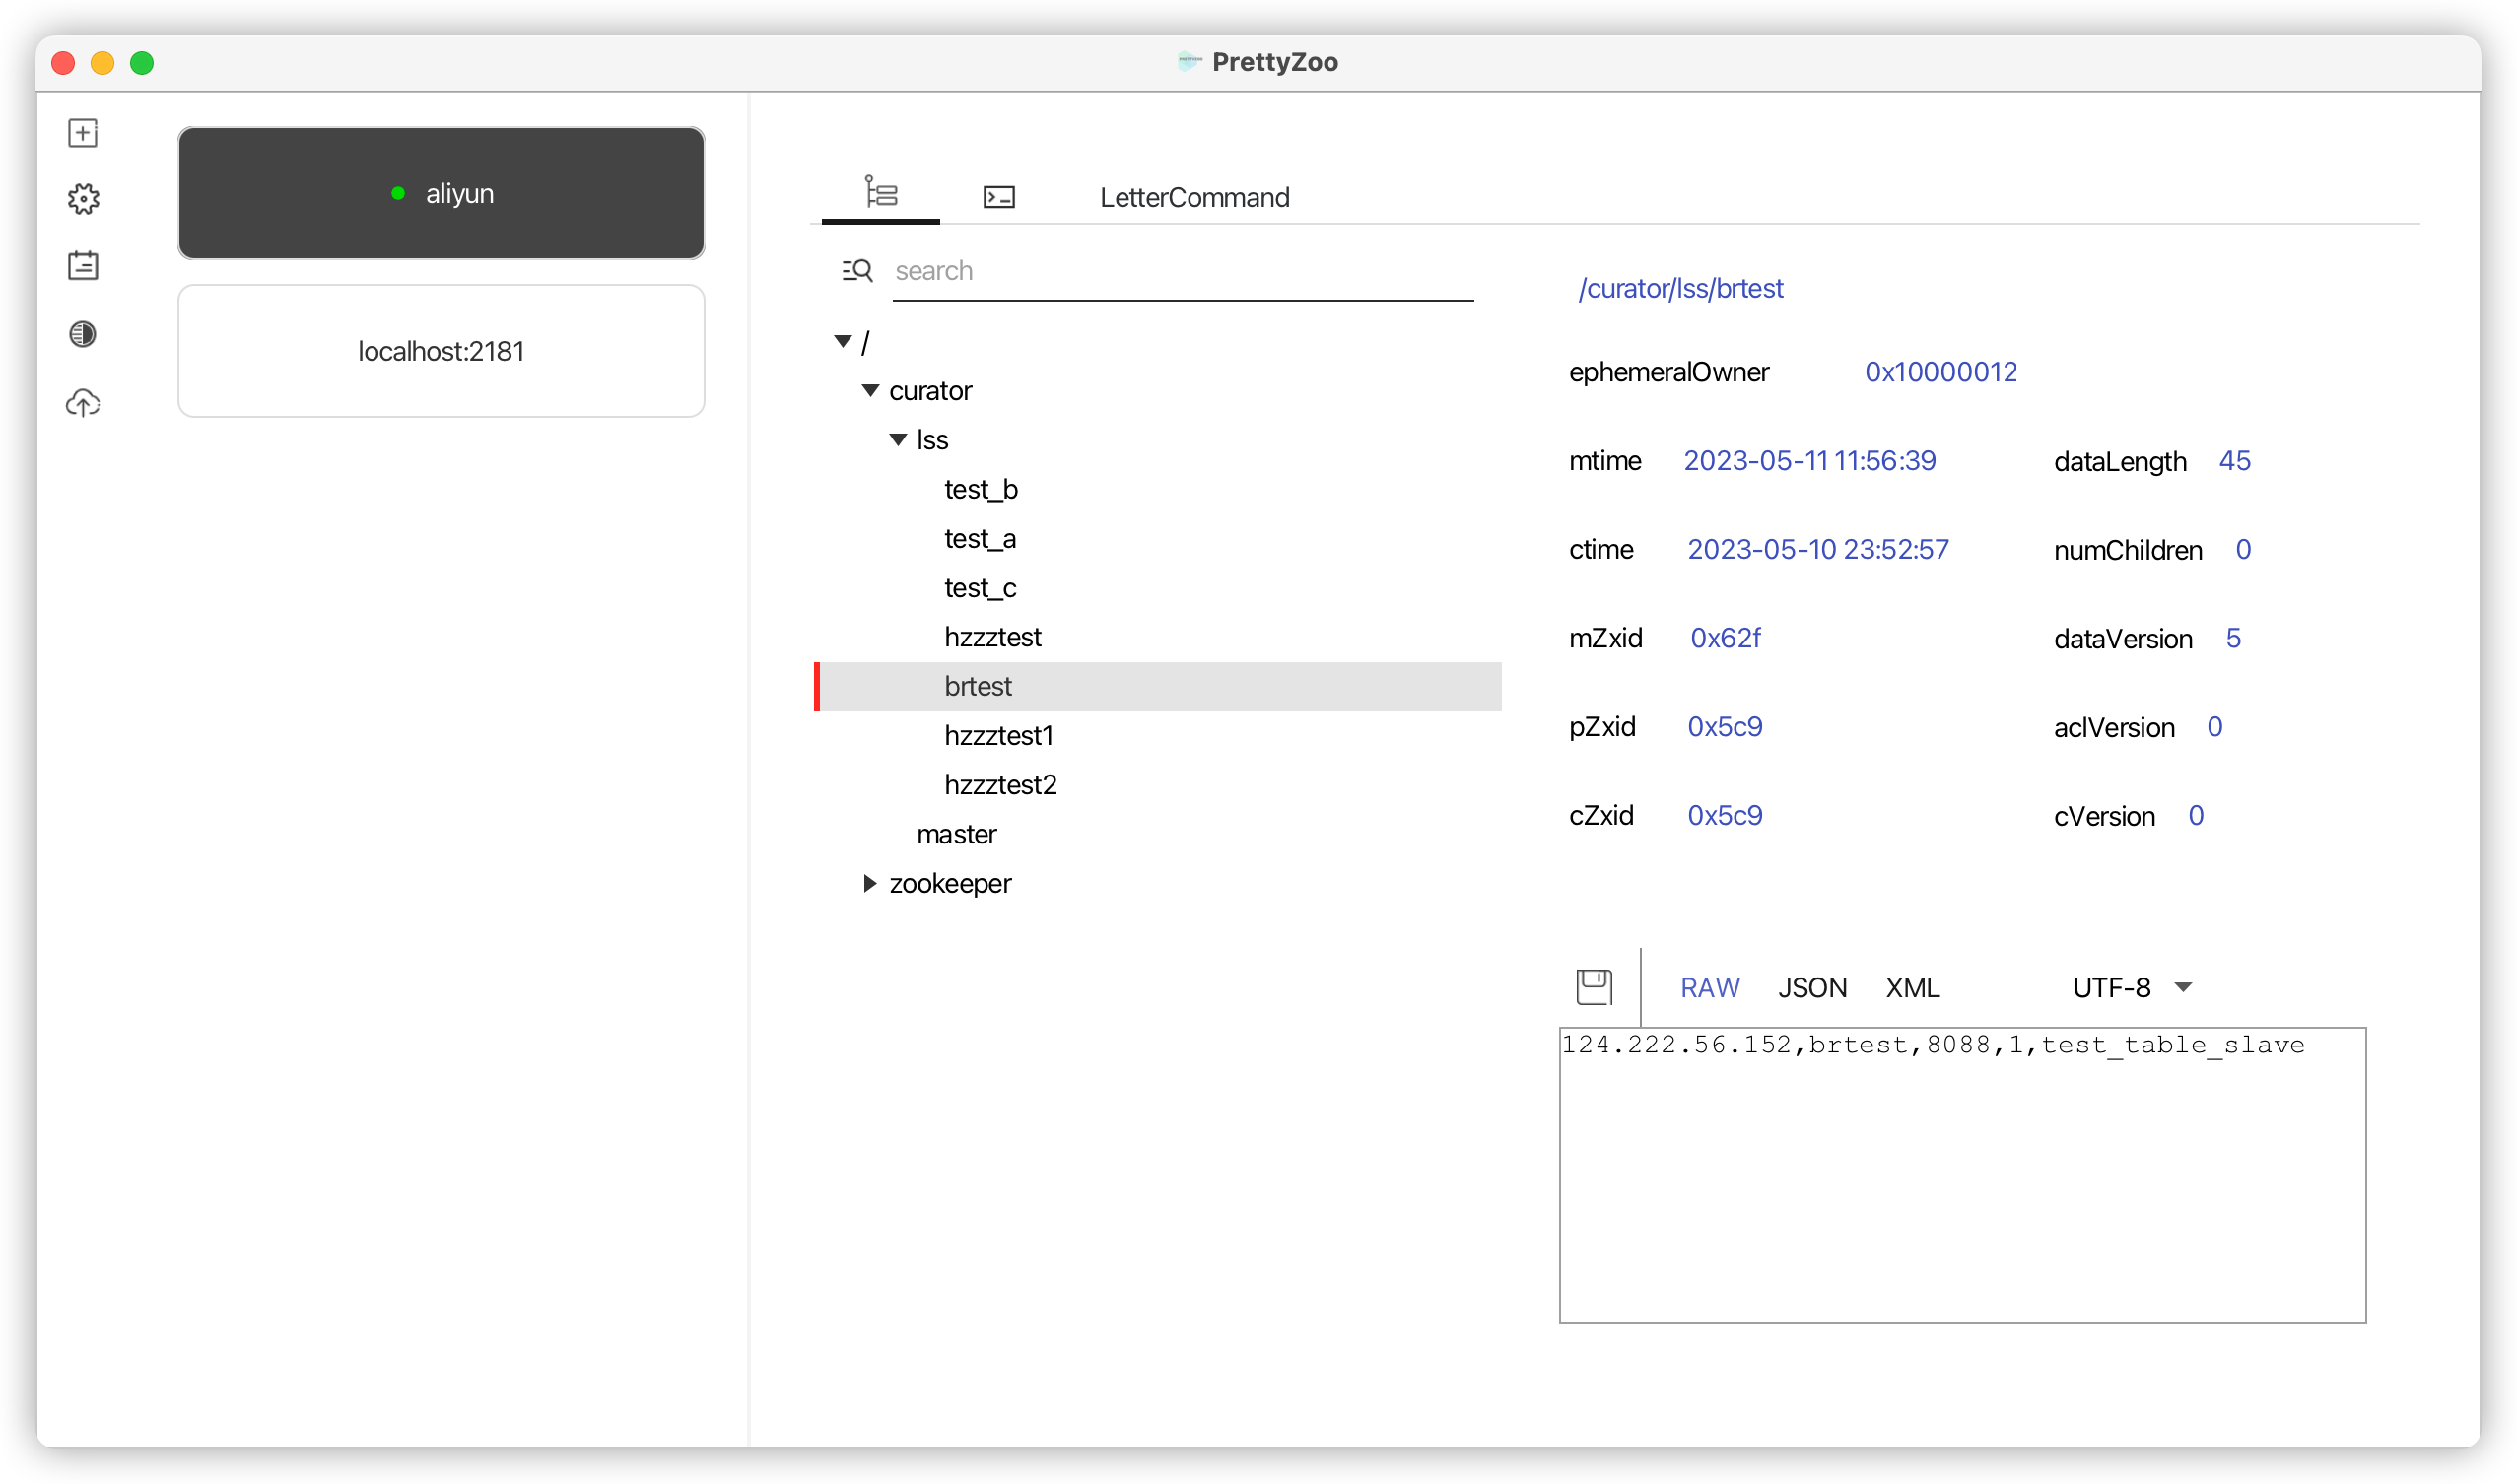 PrettyZoo
aliyun
localhost:2181
LetterCommand
search
/
curator
lss
test_b
test_a
test_c
hzzztest
brtest
hzzztest1
hzzztest2
master
zookeeper
/curator/lss/brtest
ephemeralOwner 0x10000012
mtime 2023-05-11 11:56:39 dataLength 45
ctime 2023-05-10 23:52:57 numChildren 0
mZxid 0x62f dataVersion 5
pZxid 0x5c9 aclVersion 0
cZxid 0x5c9 cVersion 0
RAW JSON XML UTF-8
124.222.56.152,brtest,8088,1,test_table_slave